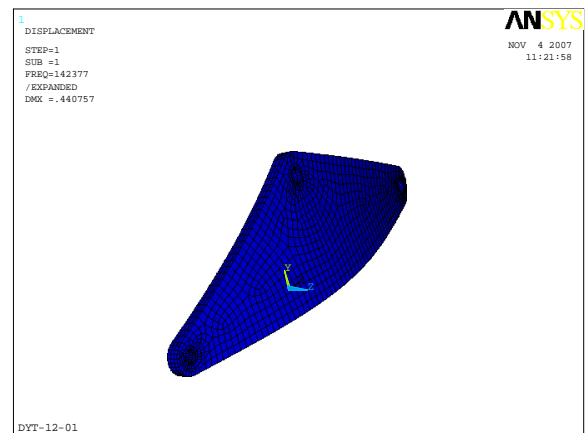 1
DISPLACEMENT
STEP=1
SUB =1
FREQ=142377
/EXPANDED
DMX =.440757
ANSYS
NOV 4 2007
11:21:58
Y
Z
DYT-12-01